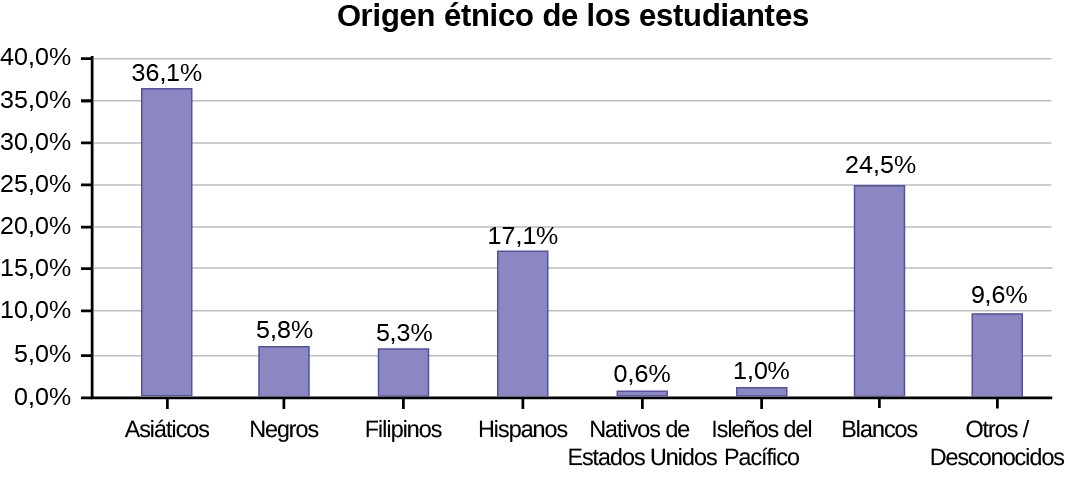 Origen étnico de los estudiantes
40,0%
35,0%
30,0%
25,0%
20,0%
15,0%
10,0%
5,0%
0,0%
36,1%
5,8%
5,3%
17,1%
0,6%
1,0%
24,5%
9,6%
Asiáticos
Negros
Filipinos
Hispanos
Nativos de
Estados Unidos
Isleños del
Pacífico
Blancos
Otros /
Desconocidos